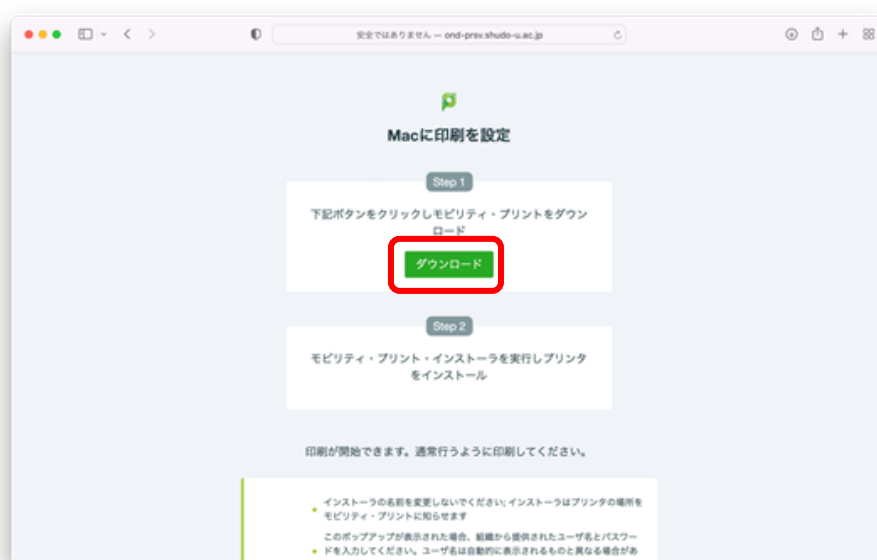 安全ではありません — ond-prsv.shudo-u.ac.jp
Macに印刷を設定
Step 1
下記ボタンをクリックしモビリティ・プリントをダウン
ロード
ダウンロード
Step 2
モビリティ・プリント・インストーラを実行しプリンタ
をインストール
印刷が開始できます。通常行うように印刷してください。
インストーラの名前を変更しないでください; インストーラはプリンタの場所を
モビリティ・プリントに知らせます
このポップアップが表示された場合、組織から提供されたユーザ名とパスワー
ドを入力してください。ユーザ名は自動的に表示されるものと異なる場合があ